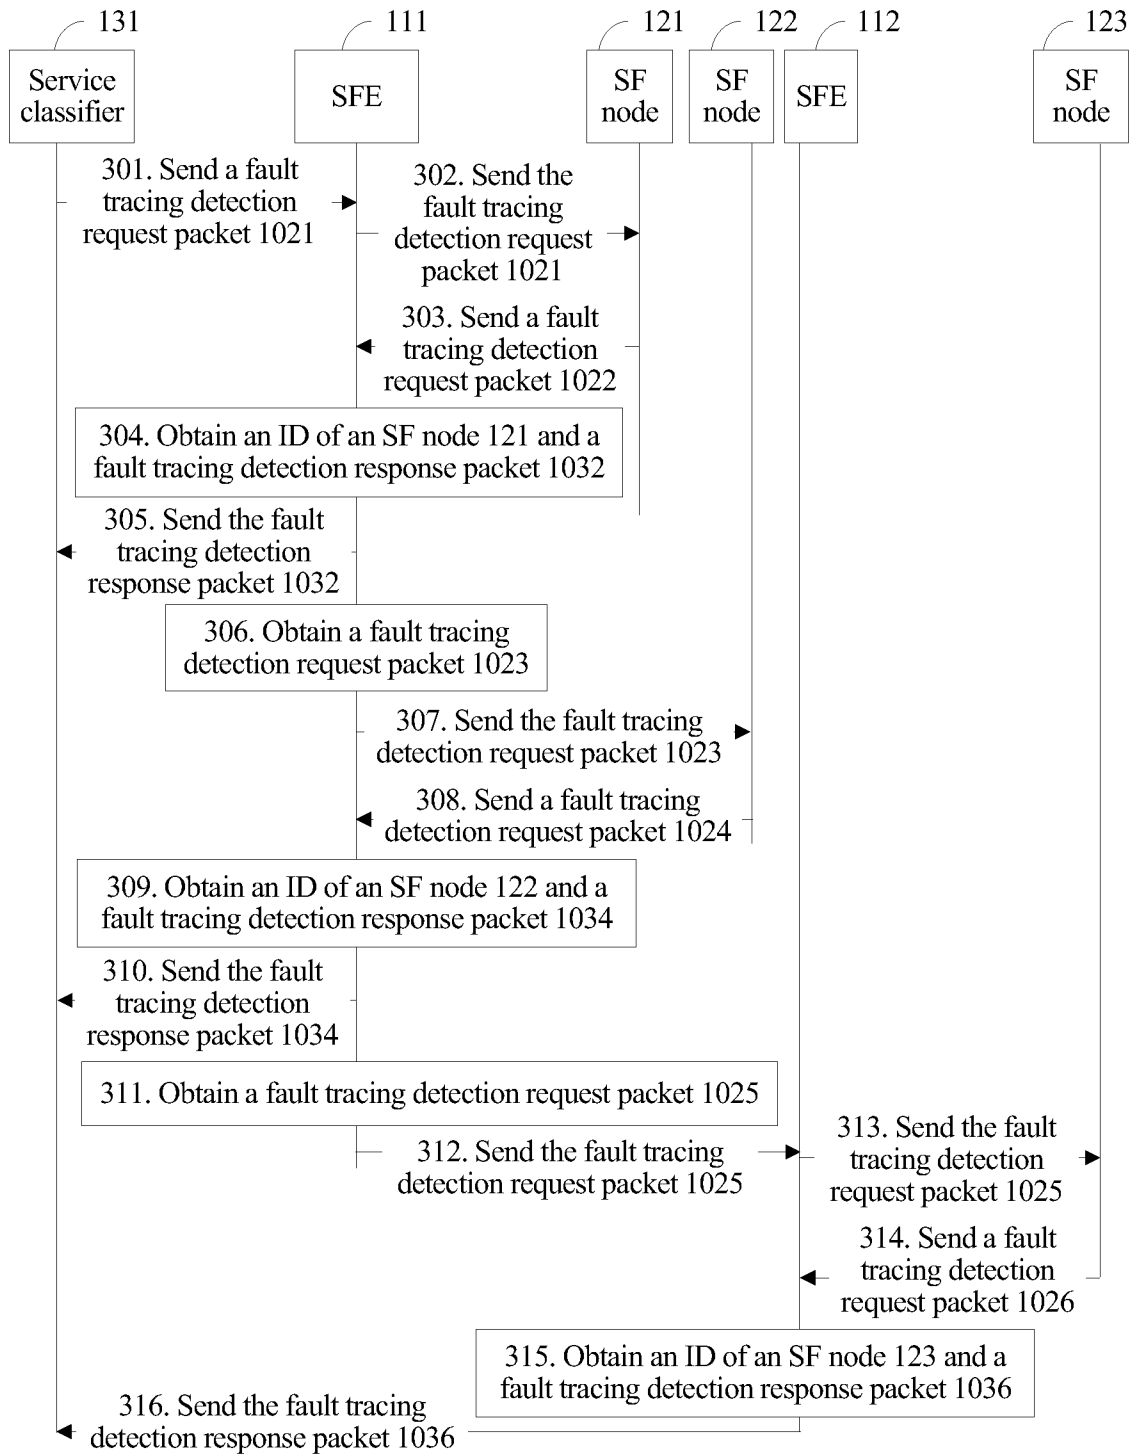 131
111
121
122
112
123
Service
classifier
SFE
SF
node
SF
node
SFE
SF
node
301. Send a fault
tracing detection
request packet 1021
302. Send the
fault tracing
detection request
packet 1021
303. Send a fault
tracing detection
request packet 1022
304. Obtain an ID of an SF node 121 and a
fault tracing detection response packet 1032
305. Send the fault
tracing detection
response packet 1032
306. Obtain a fault tracing
detection request packet 1023
307. Send the fault tracing
detection request packet 1023
308. Send a fault tracing
detection request packet 1024
309. Obtain an ID of an SF node 122 and a
fault tracing detection response packet 1034
310. Send the fault
tracing detection
response packet 1034
311. Obtain a fault tracing detection request packet 1025
312. Send the fault tracing
detection request packet 1025
313. Send the fault
tracing detection
request packet 1025
314. Send a fault
tracing detection
request packet 1026
315. Obtain an ID of an SF node 123 and a
fault tracing detection response packet 1036
316. Send the fault tracing
detection response packet 1036